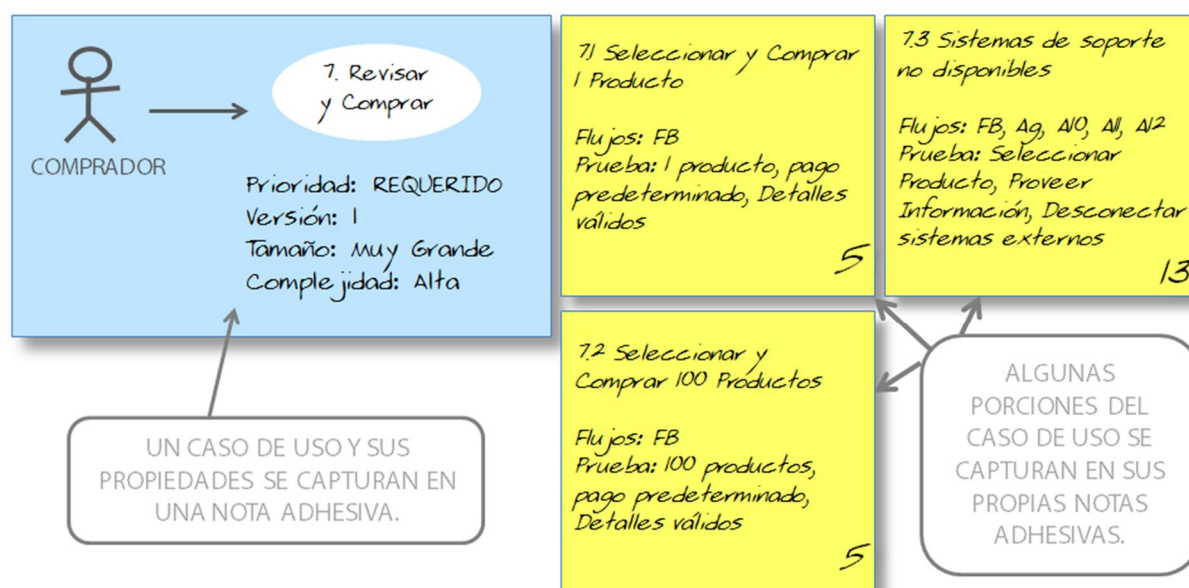 COMPRADOR
7. Revisar
y Comprar
Prioridad: REQUERIDO
Versión: 1
Tamaño: Muy Grande
Complejidad: Alta
UN CASO DE USO Y SUS
PROPIEDADES SE CAPTURAN EN
UNA NOTA ADHESIVA.
7.1 Seleccionar y Comprar
1 Producto
Flujos: FB
Prueba: 1 producto, pago
predeterminado, Detalles
válidos
5
7.3 Sistemas de soporte
no disponibles
Flujos: FB, A9, A10, A11, A12
Prueba: Seleccionar
Producto, Proveer
Información, Desconectar
sistemas externos
13
7.2 Seleccionar y
Comprar 100 Productos
Flujos: FB
Prueba: 100 productos,
pago predeterminado,
Detalles válidos
5
ALGUNAS
PORCIONES DEL
CASO DE USO SE
CAPTURAN EN SUS
PROPIAS NOTAS
ADHESIVAS.